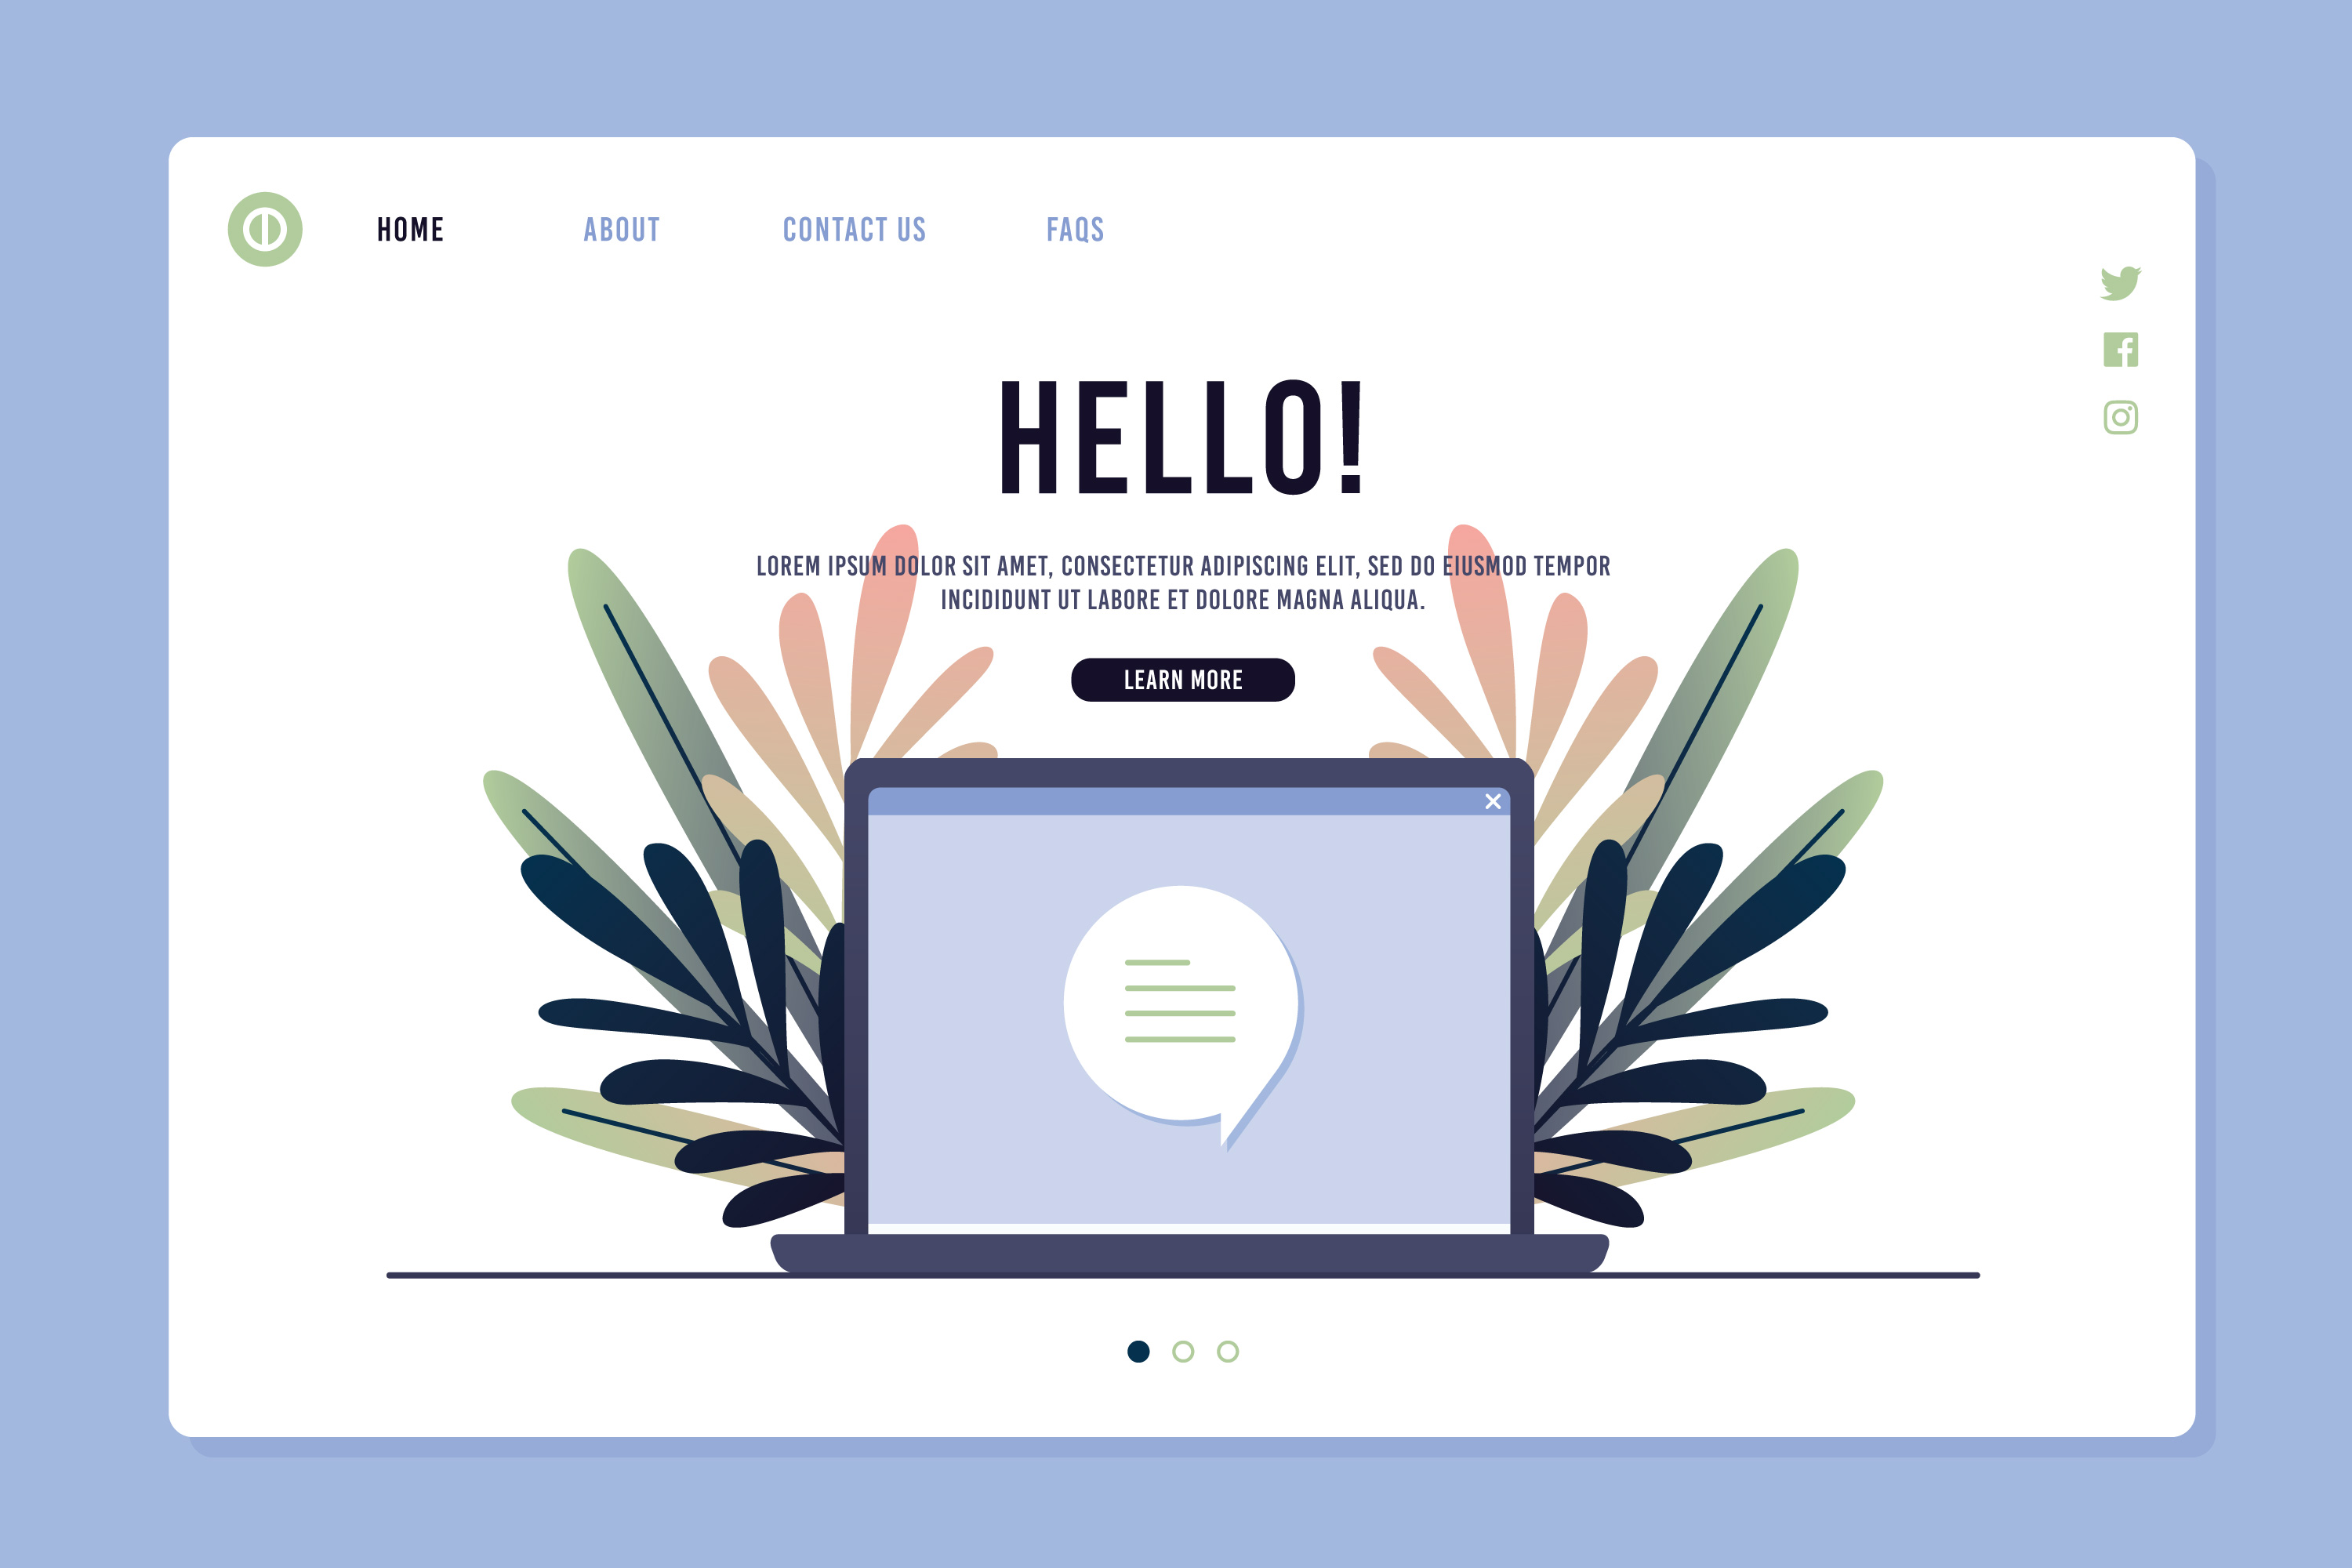 HOME ABOUT CONTACT US FAQS
HELLO!
LOREM IPSUM DOLOR SIT AMET, CONSECTETUR ADIPISCING ELIT, SED DO EIUSMOD TEMPOR
INCIDIDUNT UT LABORE ET DOLORE MAGNA ALIQUA.
LEARN MORE